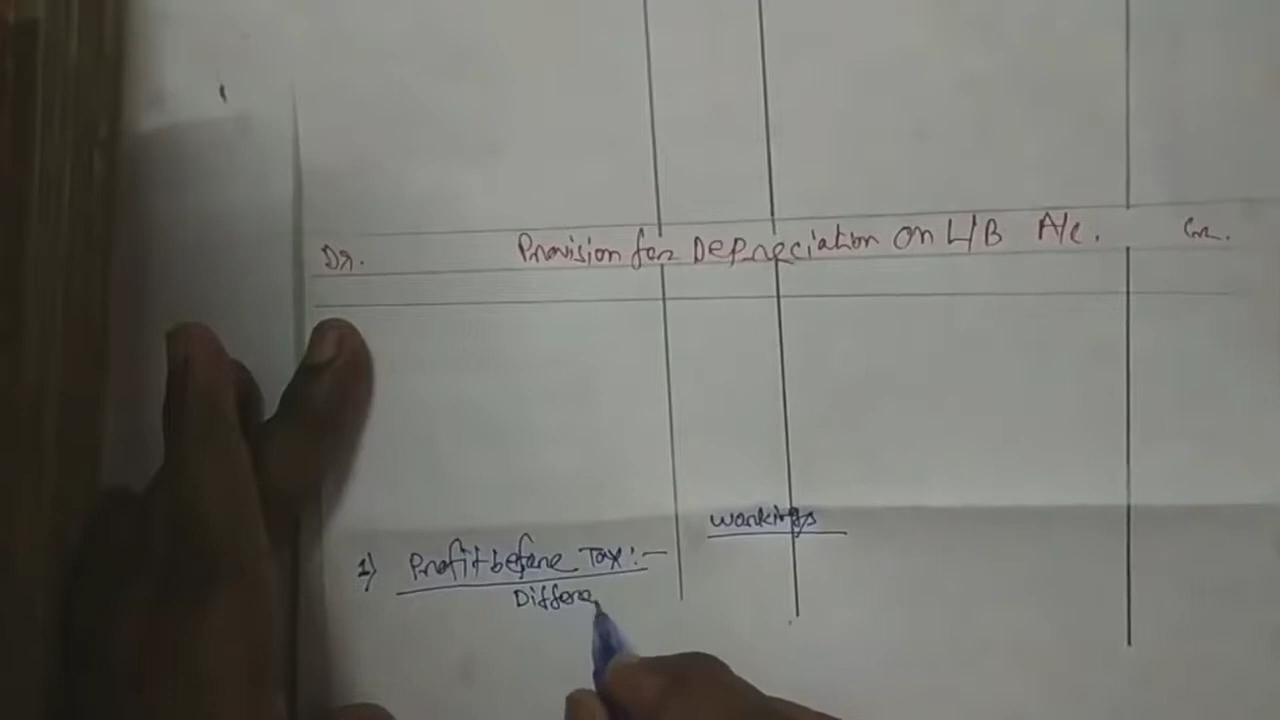 Dr. Provision for Depreciation on L/B A/c. Cr.
Workings
1) Profit before Tax:-
Differe